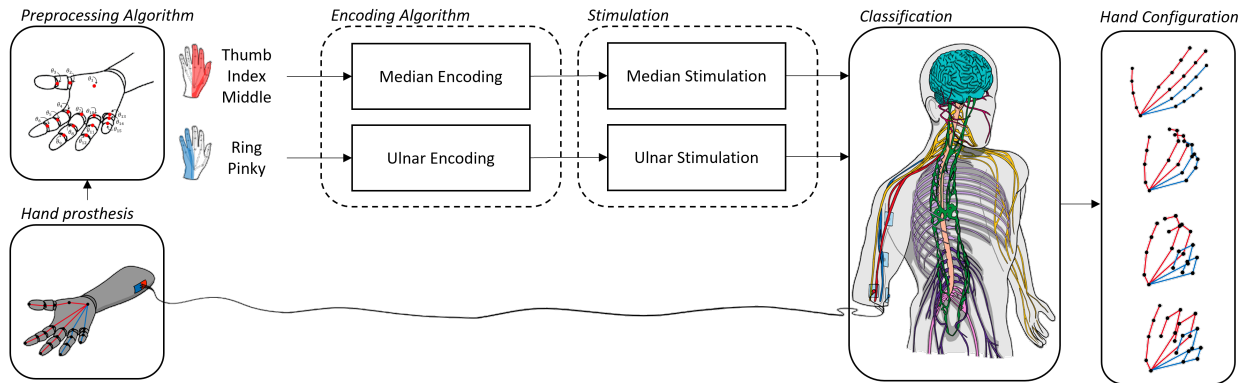 Preprocessing Algorithm
Encoding Algorithm
Stimulation
Classification
Hand Configuration
Thumb
Index
Middle
Median Encoding
Median Stimulation
Ring
Pinky
Ulnar Encoding
Ulnar Stimulation
Hand prosthesis